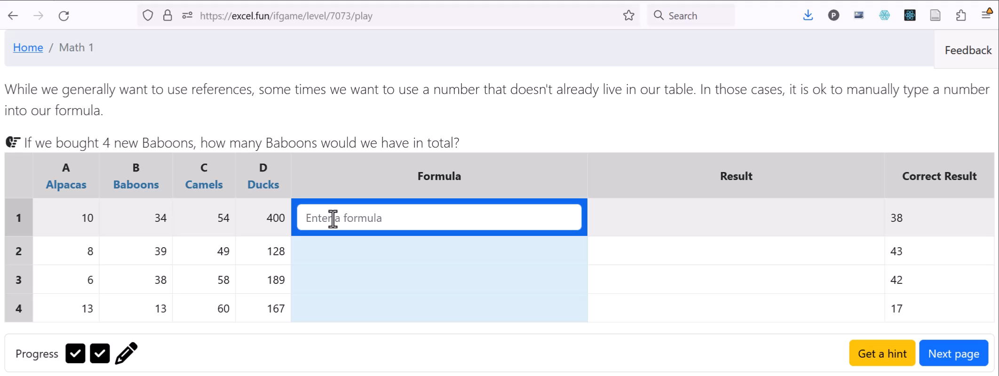 https://excel.fun/ifgame/level/7073/play
Search
P
Home / Math 1
Feedback
While we generally want to use references, some times we want to use a number that doesn't already live in our table. In those cases, it is ok to manually type a number
into our formula.
If we bought 4 new Baboons, how many Baboons would we have in total?
A B C D
Alpacas Baboons Camels Ducks Formula Result Correct Result
1 10 34 54 400 Enter a formula 38
2 8 39 49 128 43
3 6 38 58 189 42
4 13 13 60 167 17
Progress Get a hint Next page